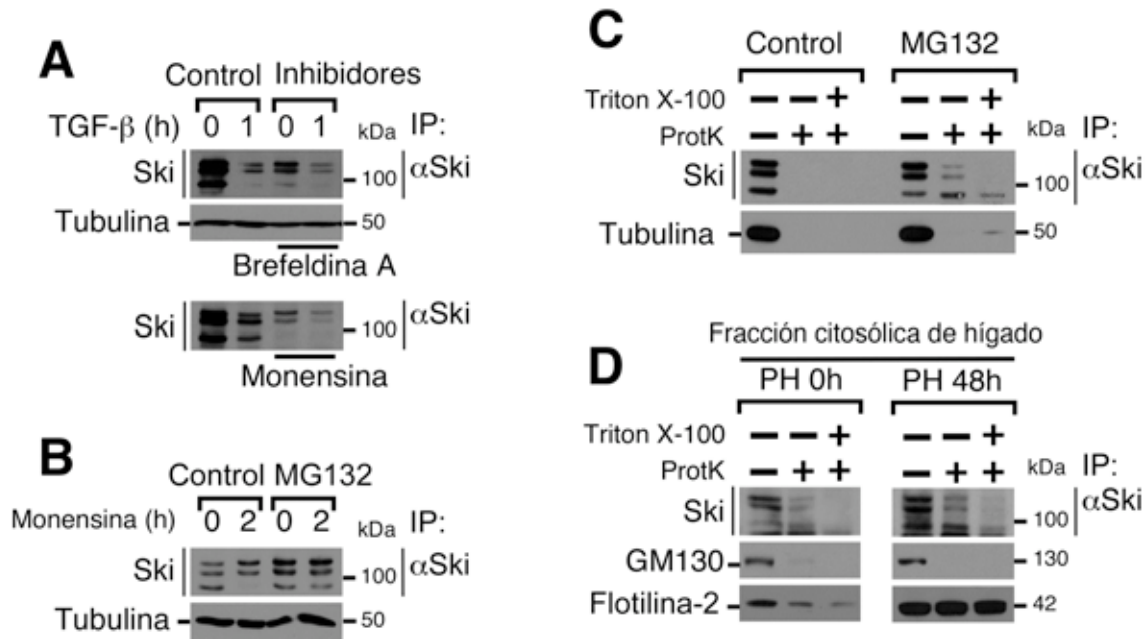 A
Control Inhibidores
TGF-β (h) 0 1 0 1 kDa IP:
Ski 100 αSki
Tubulina 50
Brefeldina A
Ski 100 αSki
Monensina
B
Control MG132
Monensina (h) 0 2 0 2 kDa IP:
Ski 100 αSki
Tubulina 50
C
Control MG132
Triton X-100 – – + – – +
ProtK – + + – + + kDa IP:
Ski 100 αSki
Tubulina 50
Fracción citosólica de hígado
D
PH 0h PH 48h
Triton X-100 – – + – – +
ProtK – + + – + + kDa IP:
Ski 100 αSki
GM130 130
Flotilina-2 42